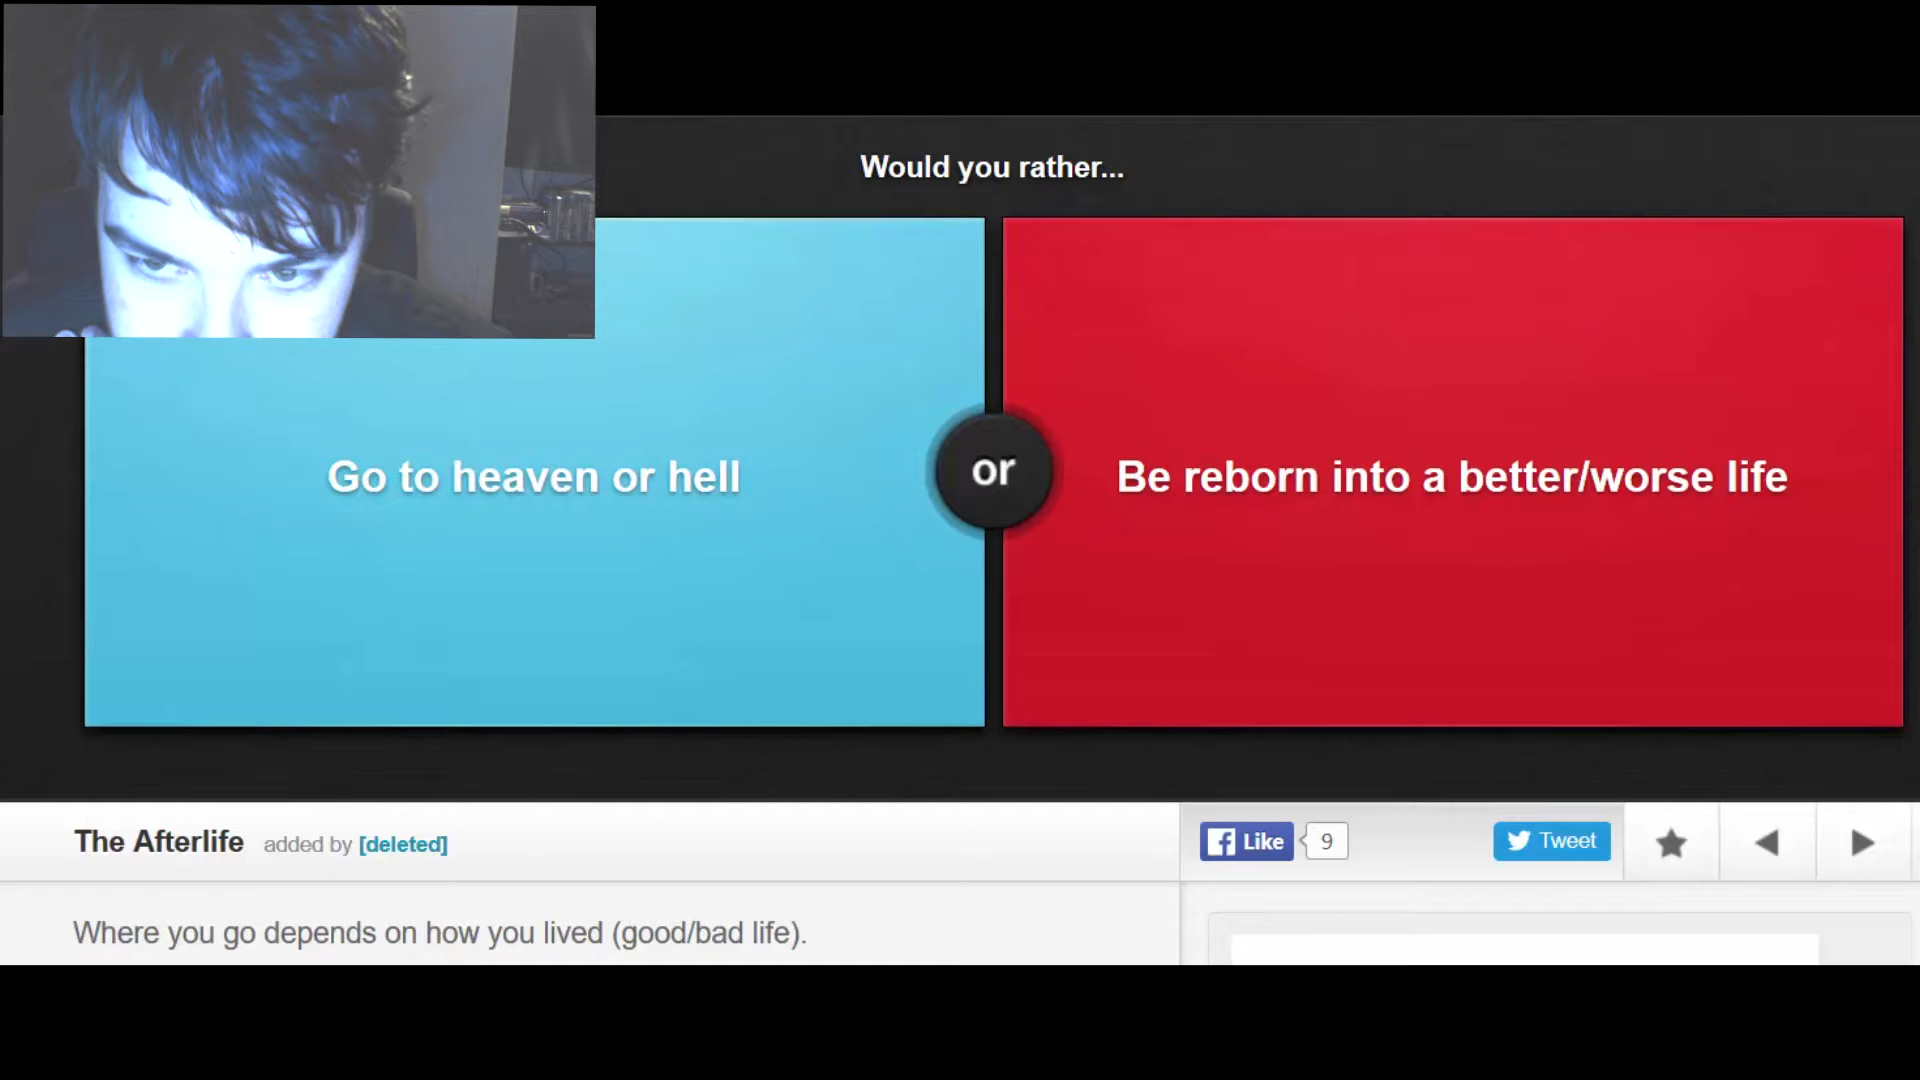 Would you rather...
Go to heaven or hell
or
Be reborn into a better/worse life
The Afterlife added by [deleted]
Like 9
Tweet
Where you go depends on how you lived (good/bad life).